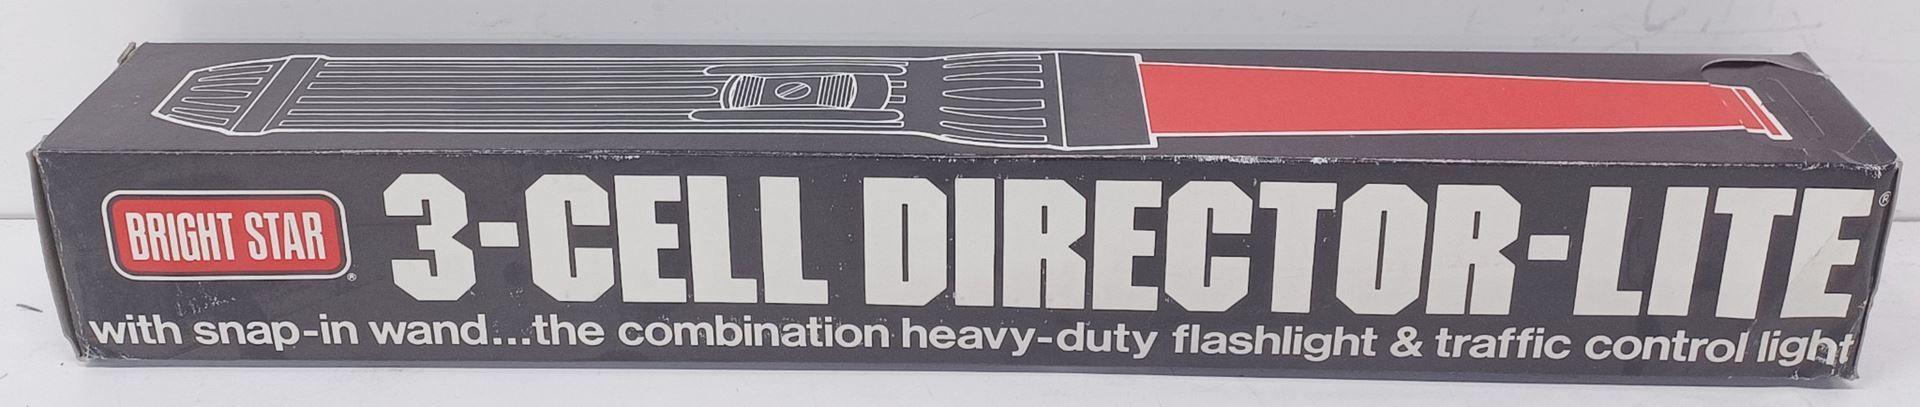 BRIGHT STAR®
3-CELL DIRECTOR-LITE®
with snap-in wand...the combination heavy-duty flashlight & traffic control light